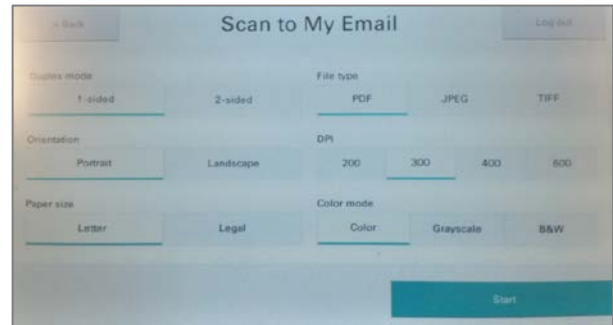 < Back Scan to My Email Log out
Duplex mode File type
1-sided 2-sided PDF JPEG TIFF
Orientation DPI
Portrait Landscape 200 300 400 600
Paper size Color mode
Letter Legal Color Grayscale B&W
Start